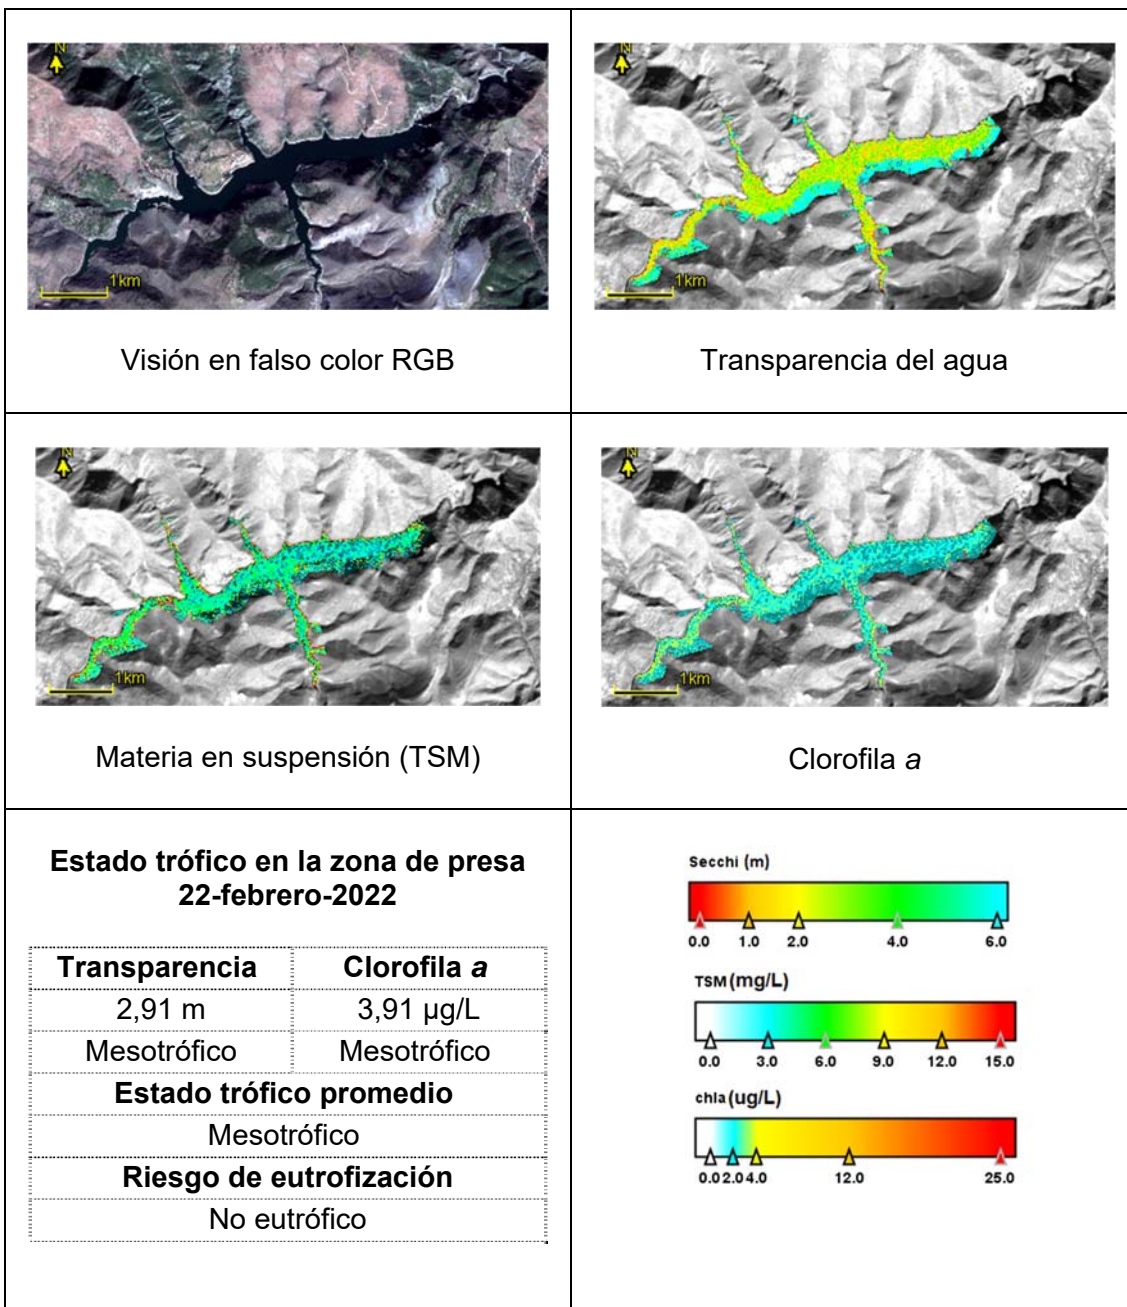 N
1km
Visión en falso color RGB
N
1km
Transparencia del agua
N
1km
Materia en suspensión (TSM)
N
1km
Clorofila a
Estado trófico en la zona de presa
22-febrero-2022
Transparencia Clorofila a
2,91 m 3,91 µg/L
Mesotrófico Mesotrófico
Estado trófico promedio
Mesotrófico
Riesgo de eutrofización
No eutrófico
Secchi (m)
0.0 1.0 2.0 4.0 6.0
TSM (mg/L)
0.0 3.0 6.0 9.0 12.0 15.0
chla (ug/L)
0.0 2.0 4.0 12.0 25.0